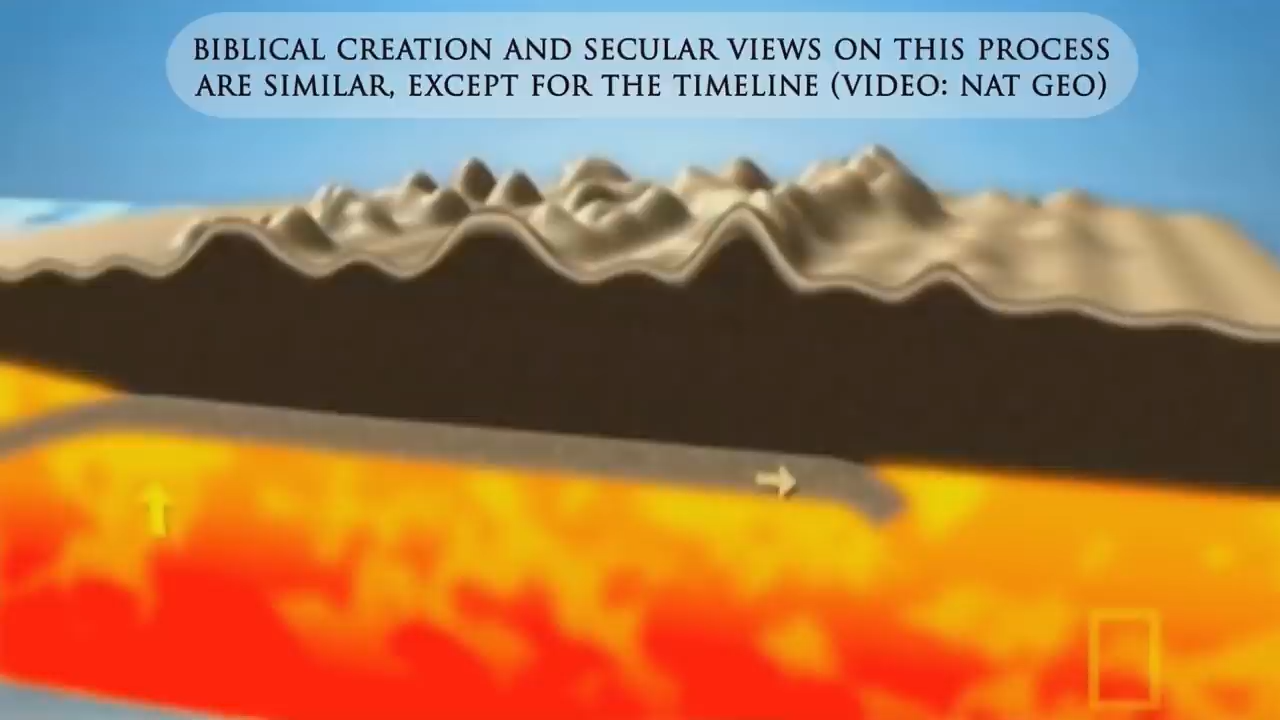 BIBLICAL CREATION AND SECULAR VIEWS ON THIS PROCESS
ARE SIMILAR, EXCEPT FOR THE TIMELINE (VIDEO: NAT GEO)